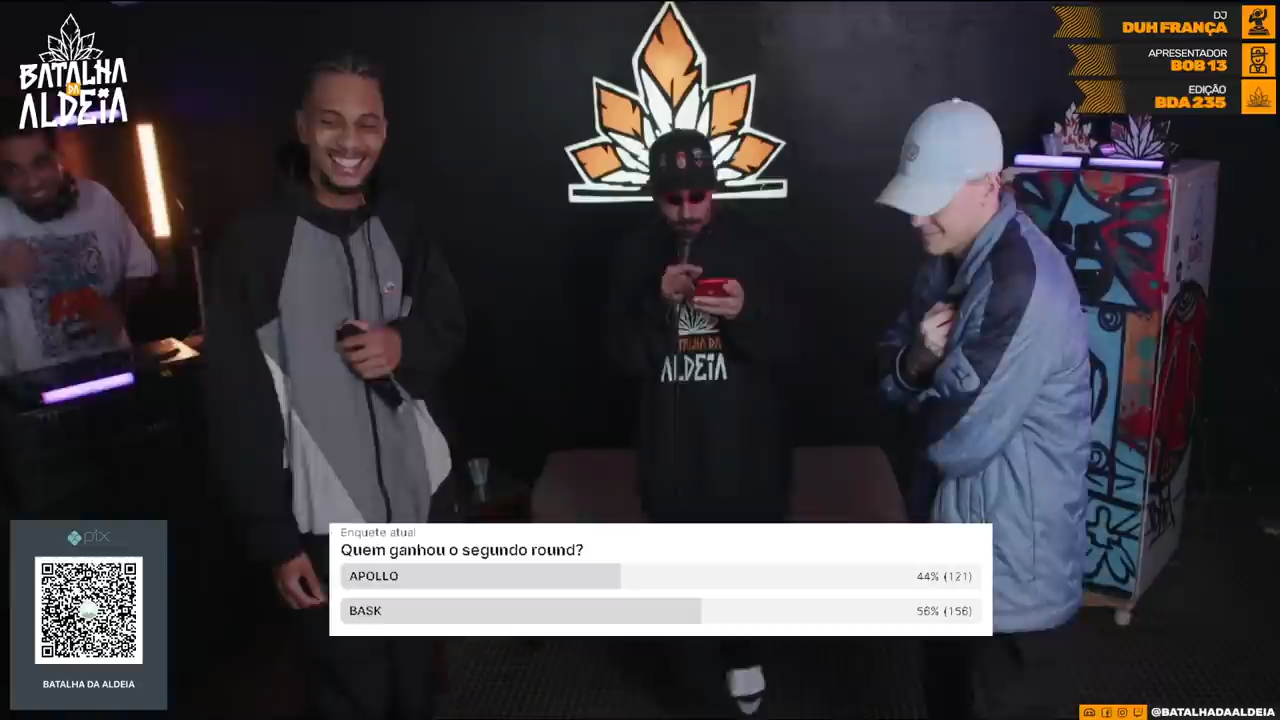 BATALHA
DA
ALDEIA
DJ
DUH FRANÇA
APRESENTADOR
BOB 13
EDIÇÃO
BDA 235
ALDEIA
Enquete atual
Quem ganhou o segundo round?
APOLLO 44% (121)
BASK 56% (156)
pix
BATALHA DA ALDEIA
@BATALHADAALDEIA